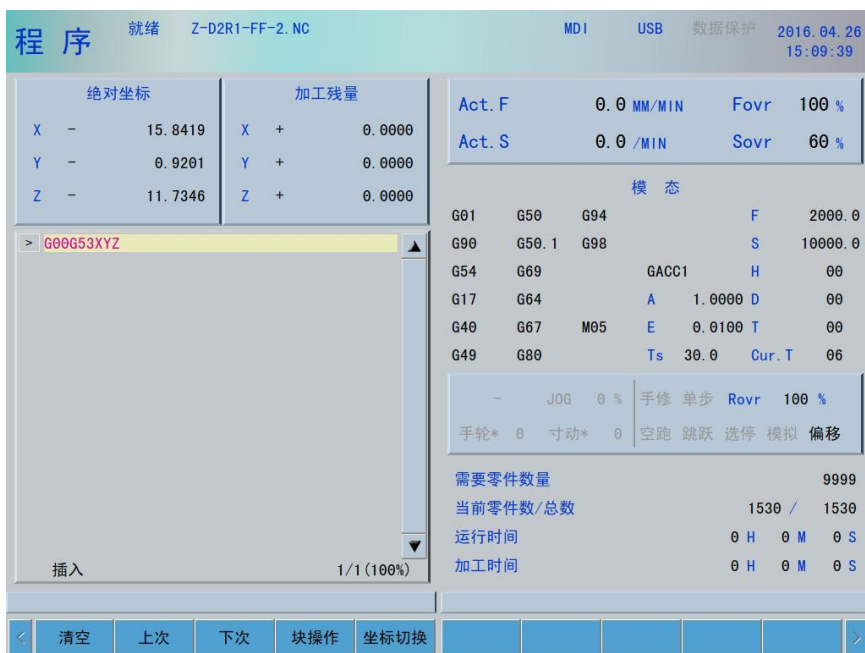 程 序 就绪 Z-D2R1-FF-2.NC MDI USB 数据保护 2016.04.26
15:09:39
绝对坐标 加工残量
X - 15.8419 X + 0.0000
Y - 0.9201 Y + 0.0000
Z - 11.7346 Z + 0.0000
> G00G53XYZ
插入 1/1(100%)
Act.F 0.0 MM/MIN Fovr 100 %
Act.S 0.0 /MIN Sovr 60 %
模 态
G01 G50 G94 F 2000.0
G90 G50.1 G98 S 10000.0
G54 G69 GACC1 H 00
G17 G64 A 1.0000 D 00
G40 G67 M05 E 0.0100 T 00
G49 G80 Ts 30.0 Cur.T 06
- JOG 0 % 手修 单步 Rovr 100 %
手轮* 0 寸动* 0 空跑 跳跃 选停 模拟 偏移
需要零件数量 9999
当前零件数/总数 1530 / 1530
运行时间 0 H 0 M 0 S
加工时间 0 H 0 M 0 S
< 清空 上次 下次 块操作 坐标切换 >